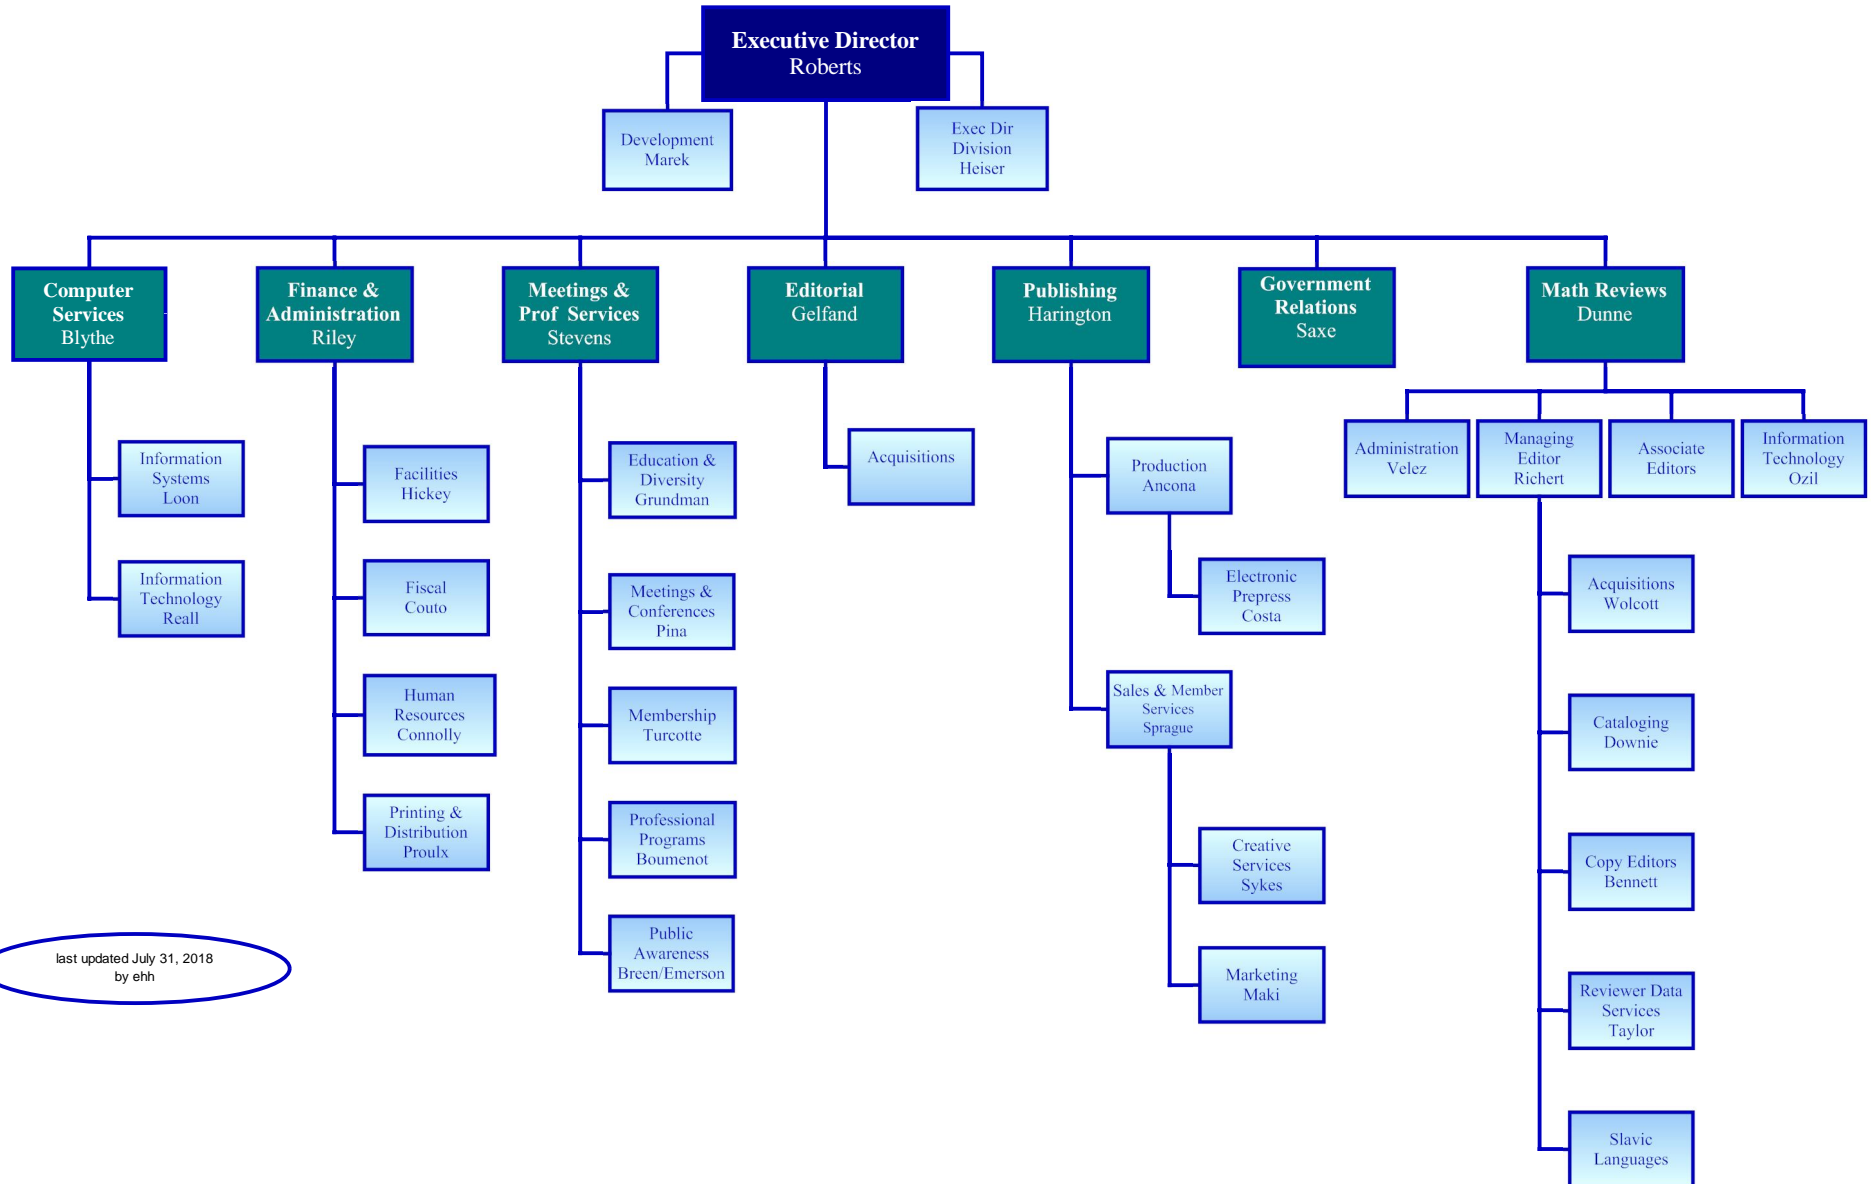 Executive Director
Roberts
Development
Marek
Exec Dir
Division
Heiser
Computer
Services
Blythe
Finance &
Administration
Riley
Meetings &
Prof Services
Stevens
Editorial
Gelfand
Publishing
Harington
Government
Relations
Saxe
Math Reviews
Dunne
Information
Systems
Loon
Information
Technology
Reall
Facilities
Hickey
Fiscal
Couto
Human
Resources
Connolly
Printing &
Distribution
Proulx
Education &
Diversity
Grundman
Meetings &
Conferences
Pina
Membership
Turcotte
Professional
Programs
Boumenot
Public
Awareness
Breen/Emerson
Acquisitions
Production
Ancona
Electronic
Prepress
Costa
Sales & Member
Services
Sprague
Creative
Services
Sykes
Marketing
Maki
Administration
Velez
Managing
Editor
Richert
Associate
Editors
Information
Technology
Ozil
Acquisitions
Wolcott
Cataloging
Downie
Copy Editors
Bennett
Reviewer Data
Services
Taylor
Slavic
Languages
last updated July 31, 2018
by ehh